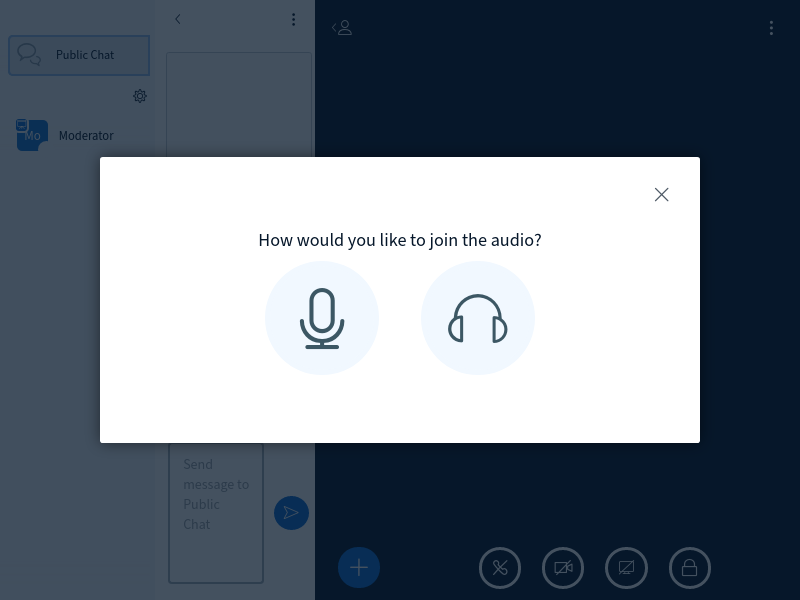 Public Chat
Mo
Moderator
How would you like to join the audio?
Send
message to
Public
Chat